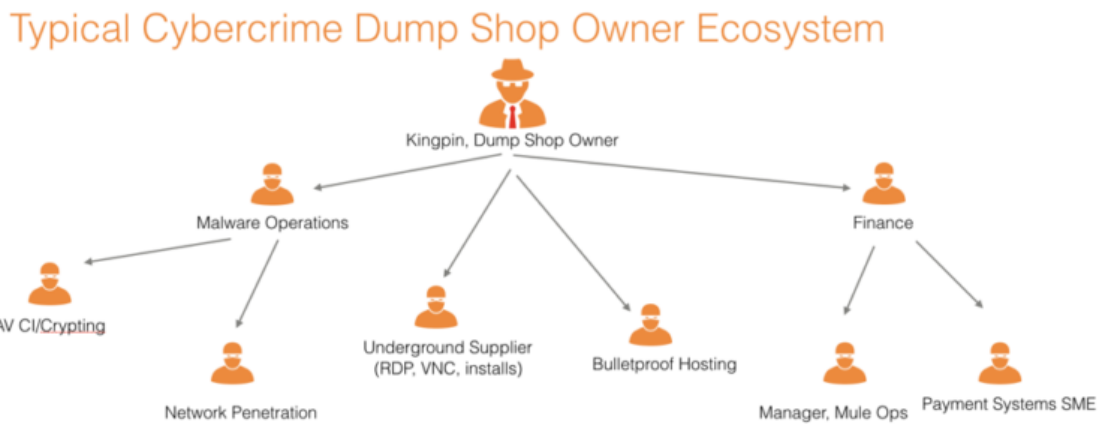 Typical Cybercrime Dump Shop Owner Ecosystem
Kingpin, Dump Shop Owner
Malware Operations
Finance
AV CI/Crypting
Underground Supplier
(RDP, VNC, installs)
Bulletproof Hosting
Network Penetration
Manager, Mule Ops
Payment Systems SME